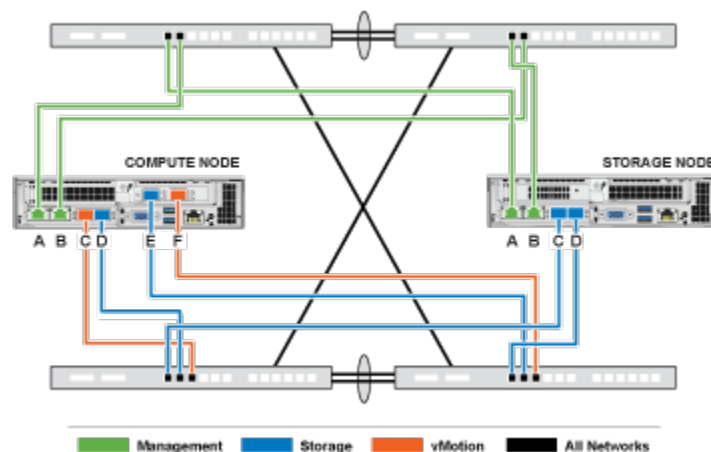 COMPUTE NODE
STORAGE NODE
A B C D E F
A B C D
Management Storage vMotion All Networks